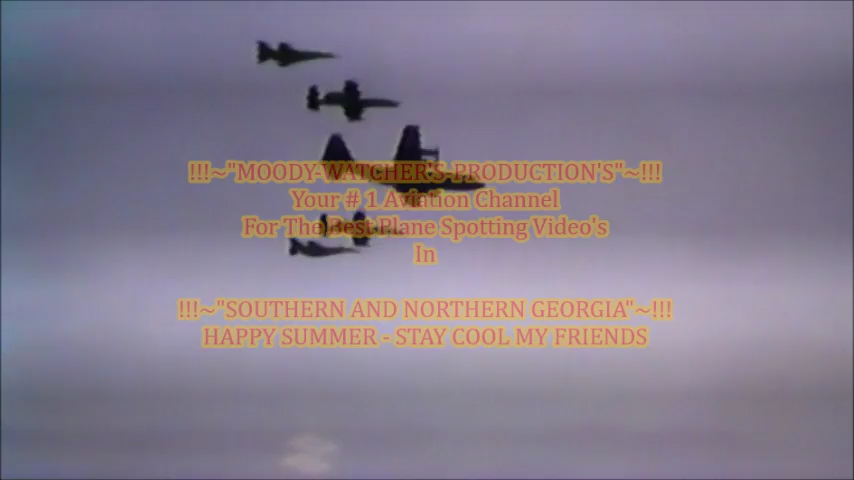 !!!~"MOODY-WATCHER'S-PRODUCTION'S"~!!!
Your # 1 Aviation Channel
For The Best Plane Spotting Video's
In
!!!~"SOUTHERN AND NORTHERN GEORGIA"~!!!
HAPPY SUMMER - STAY COOL MY FRIENDS